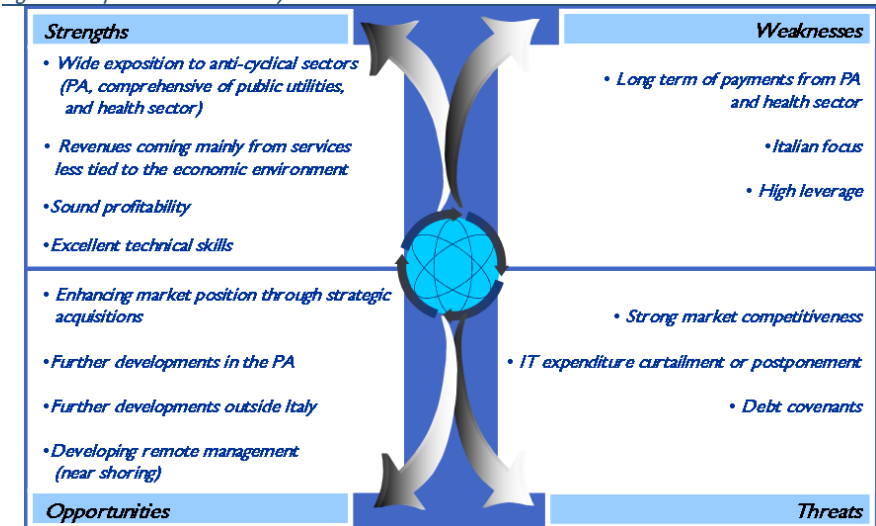 Strengths
• Wide exposition to anti-cyclical sectors
(PA, comprehensive of public utilities,
and health sector)
• Revenues coming mainly from services
less tied to the economic environment
•Sound profitability
•Excellent technical skills
Weaknesses
• Long term of payments from PA
and health sector
•Italian focus
• High leverage
• Enhancing market position through strategic
acquisitions
•Further developments in the PA
•Further developments outside Italy
•Developing remote management
(near shoring)
Opportunities
• Strong market competitiveness
• IT expenditure curtailment or postponement
• Debt covenants
Threats